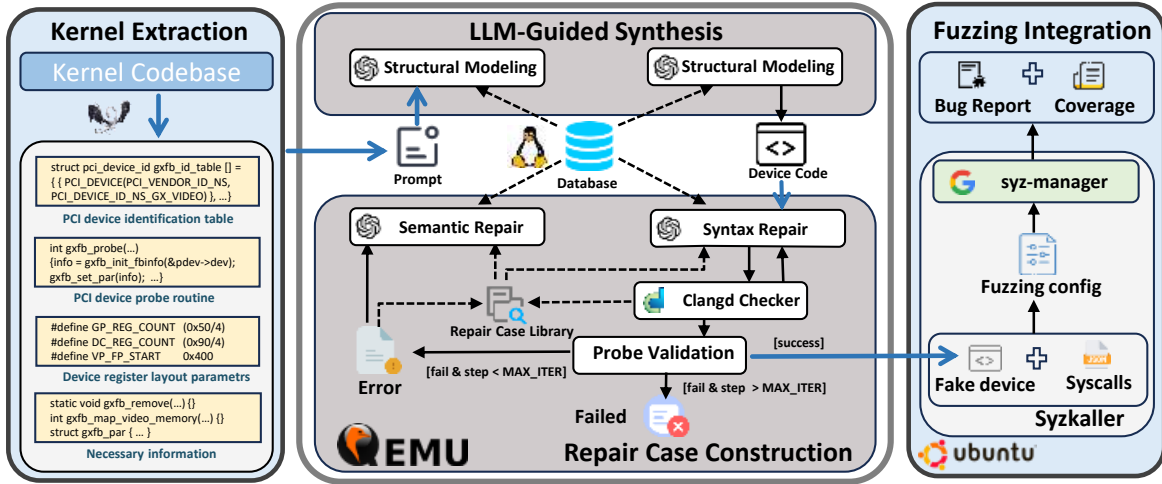 Kernel Extraction
Kernel Codebase
struct pci_device_id gxfb_id_table [] =
{ { PCI_DEVICE(PCI_VENDOR_ID_NS,
PCI_DEVICE_ID_NS_GX_VIDEO) }, ...}
PCI device identification table
int gxfb_probe(...)
{info = gxfb_init_fbinfo(&pdev->dev);
gxfb_set_par(info); ...}
PCI device probe routine
#define GP_REG_COUNT (0x50/4)
#define DC_REG_COUNT (0x90/4)
#define VP_FP_START 0x400
Device register layout parametrs
static void gxfb_remove(...) {}
int gxfb_map_video_memory(...) {}
struct gxfb_par { ... }
Necessary information
LLM-Guided Synthesis
Structural Modeling
Structural Modeling
Prompt
Database
Device Code
Semantic Repair
Syntax Repair
Repair Case Library
Clangd Checker
Error
[fail & step < MAX_ITER]
Probe Validation
[success]
[fail & step > MAX_ITER]
Failed
QEMU
Repair Case Construction
Fuzzing Integration
Bug Report
Coverage
syz-manager
Fuzzing config
Fake device
Syscalls
Syzkaller
ubuntu